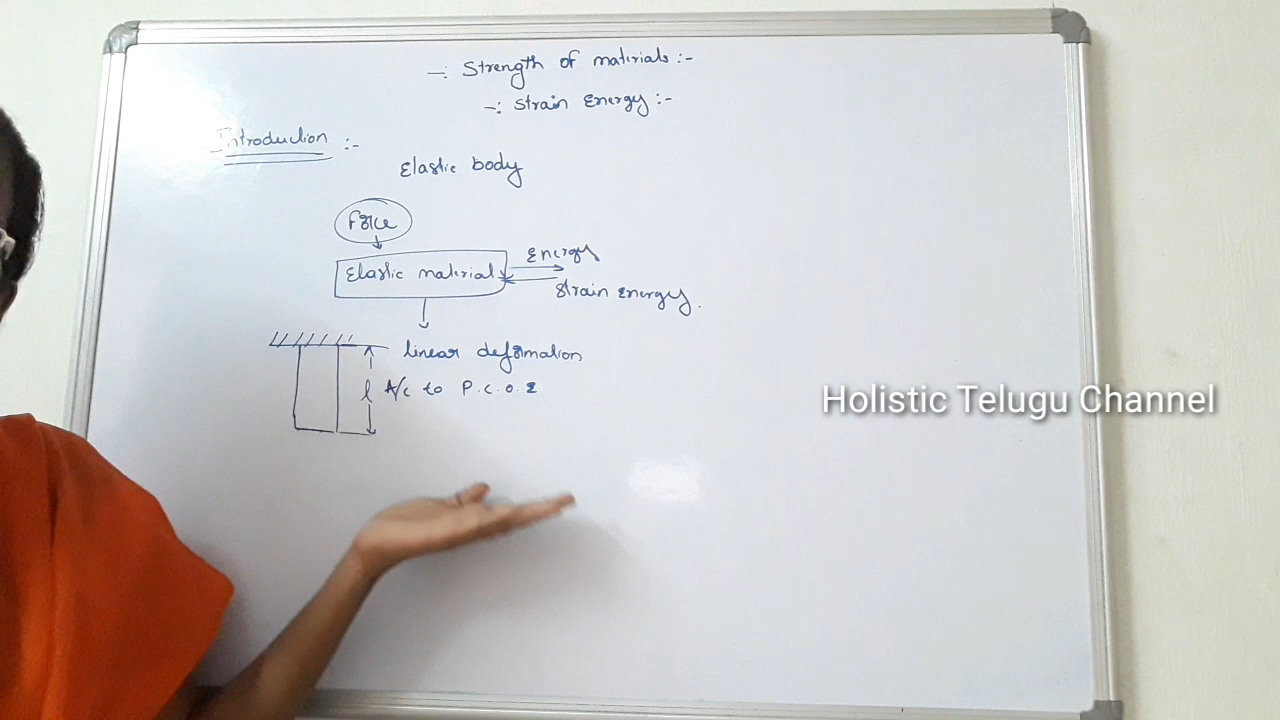 -: Strength of materials :-
-: Strain Energy :-
Introduction :-
Elastic body
Force
Elastic material
Energy
Strain energy.
linear deformation
l A/c to P.C.O.E
Holistic Telugu Channel